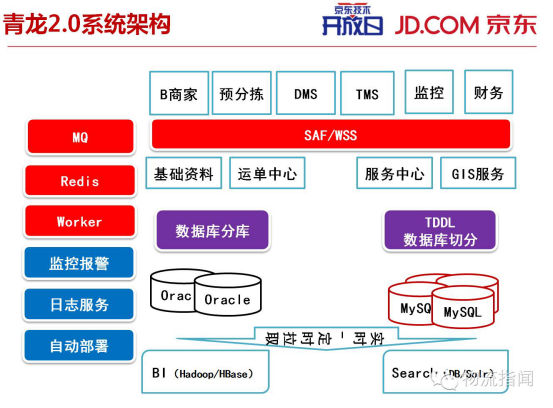 青龙2.0系统架构
京东技术
开放日
JD.COM 京东
B商家
预分拣
DMS
TMS
监控
财务
MQ
SAF/WSS
Redis
基础资料
运单中心
服务中心
GIS服务
Worker
数据库分库
TDDL
数据库切分
监控报警
日志服务
Orac
Oracle
MySQ
MySQL
自动部署
实时-定时拉取
BI (Hadoop/HBase)
Search (DB/Solr)
物流指闻